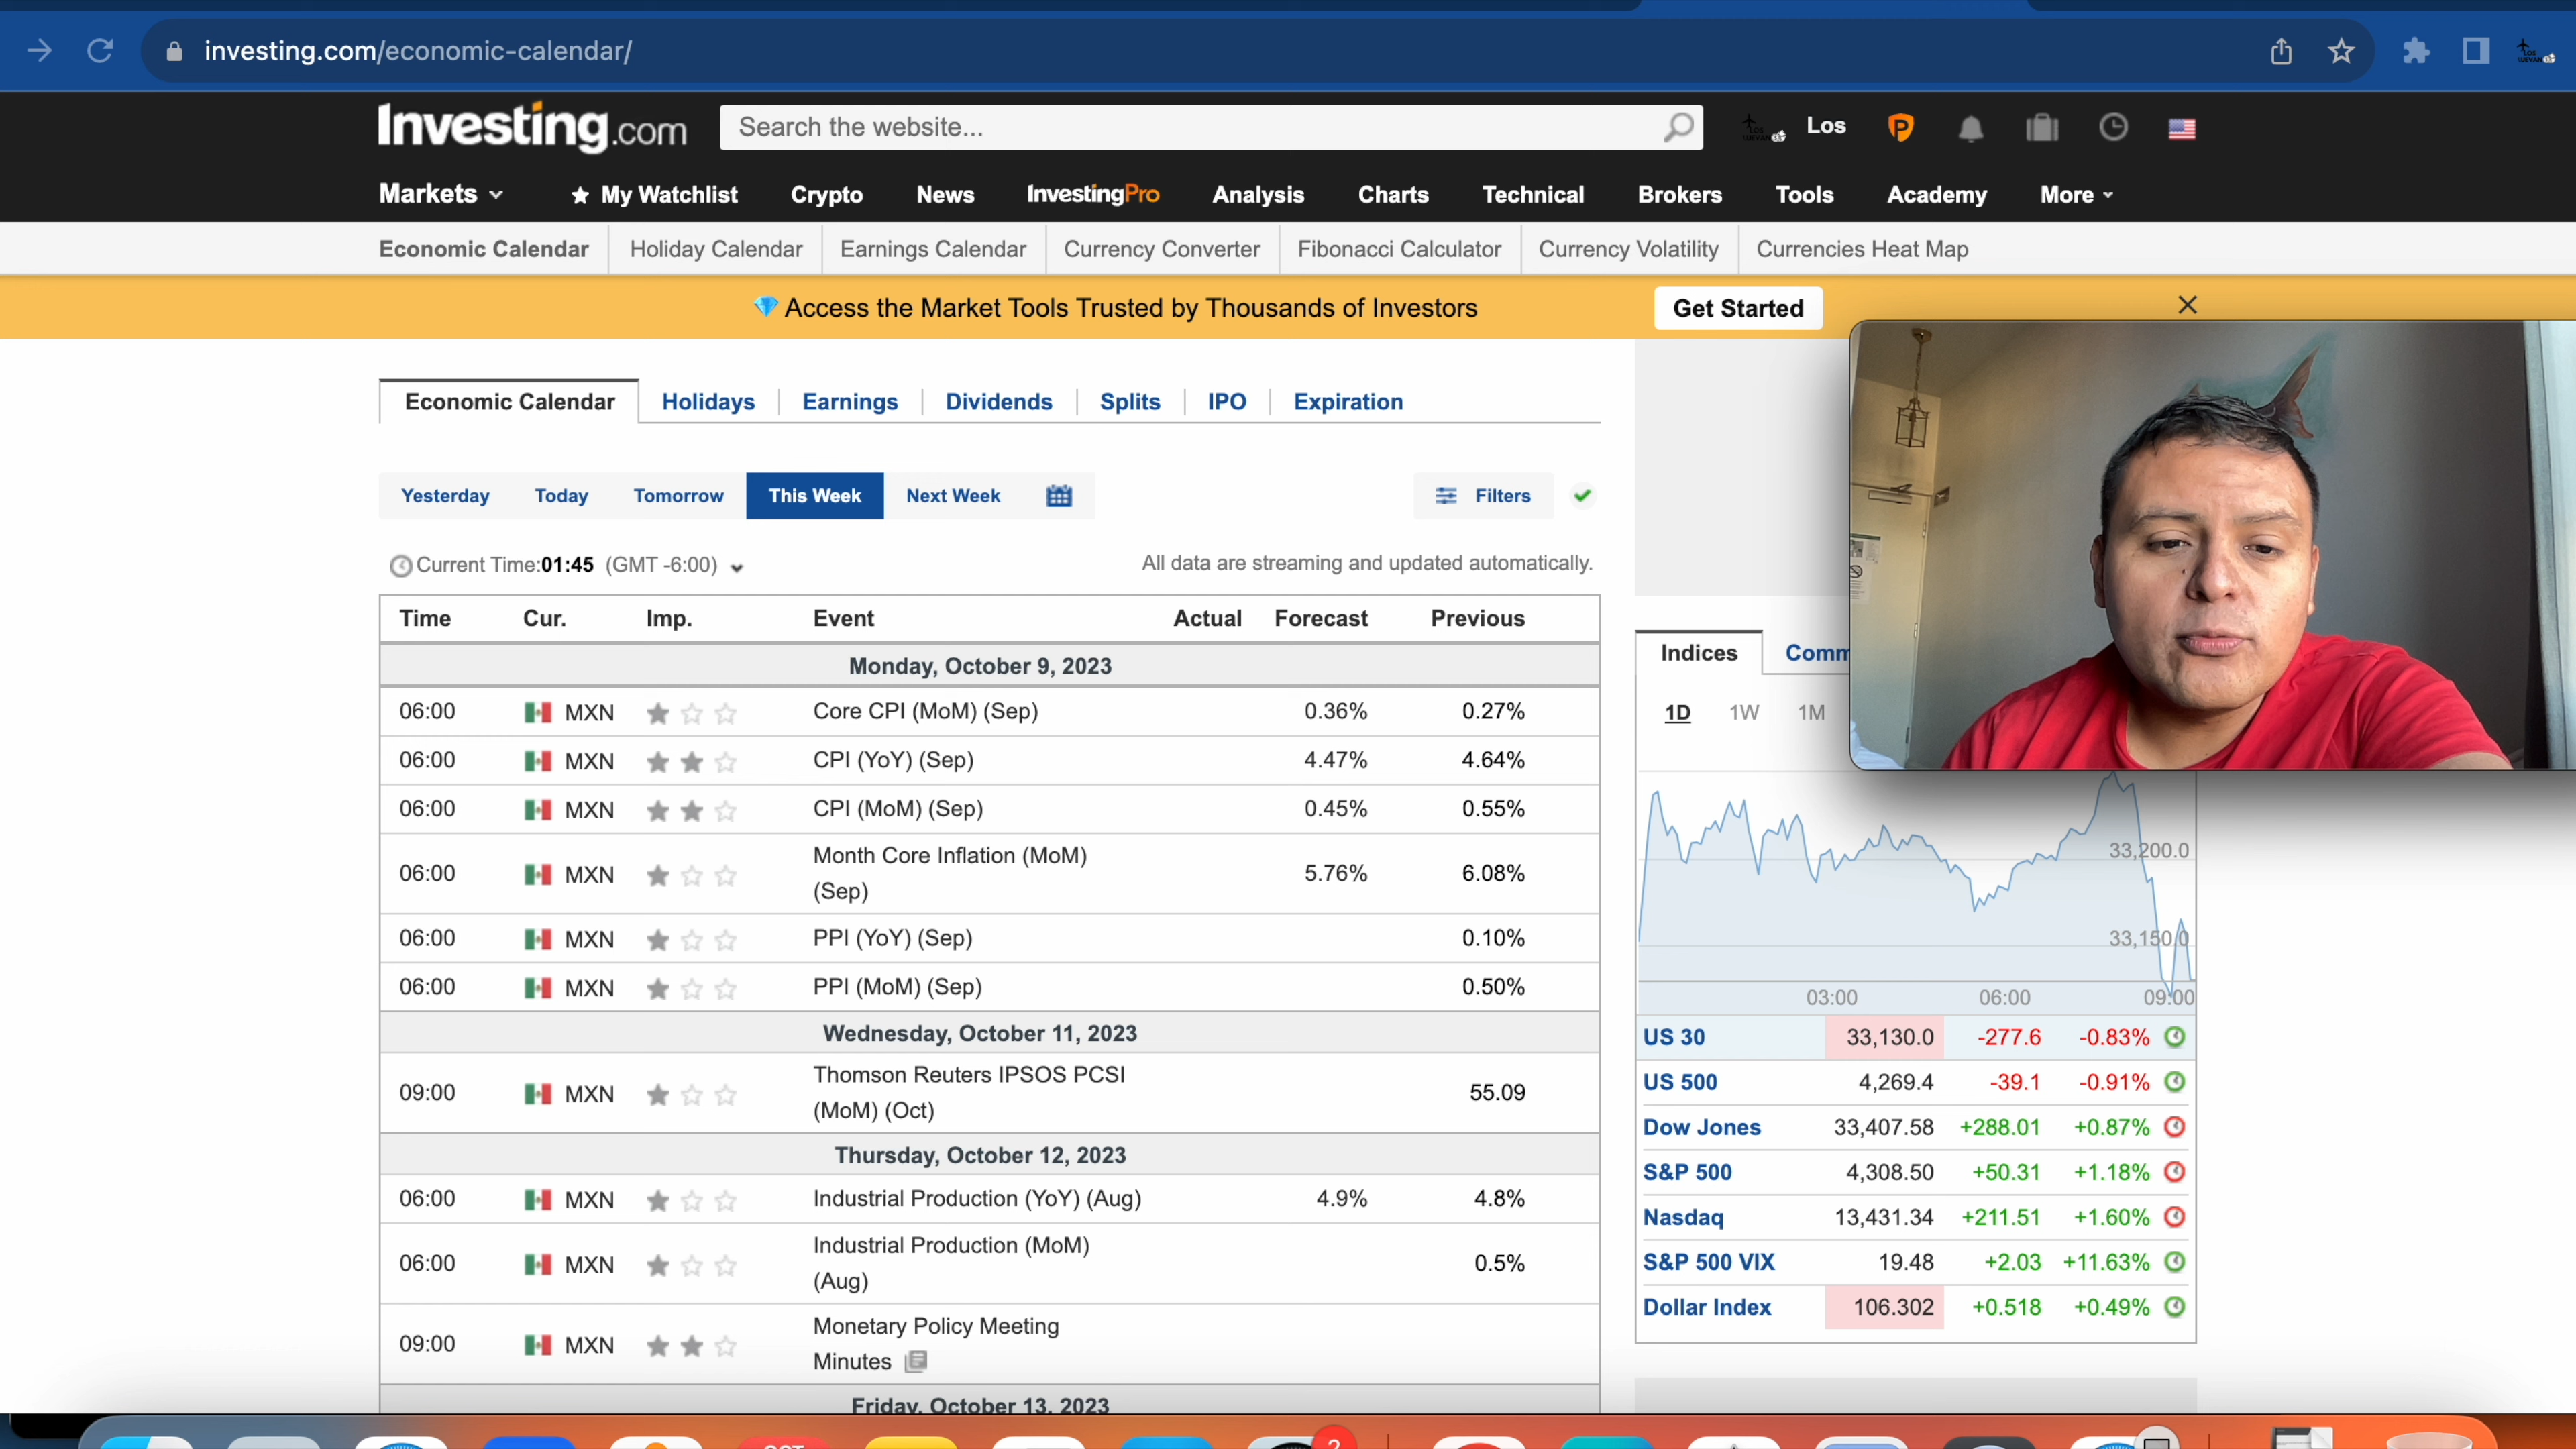 investing.com/economic-calendar/
Investing.com
Search the website...
Los
Markets
My Watchlist
Crypto
News
InvestingPro
Analysis
Charts
Technical
Brokers
Tools
Academy
More
Economic Calendar
Holiday Calendar
Earnings Calendar
Currency Converter
Fibonacci Calculator
Currency Volatility
Currencies Heat Map
Access the Market Tools Trusted by Thousands of Investors
Get Started
Economic Calendar
Holidays
Earnings
Dividends
Splits
IPO
Expiration
Yesterday
Today
Tomorrow
This Week
Next Week
Filters
Current Time:01:45 (GMT -6:00)
All data are streaming and updated automatically.
Time Cur. Imp. Event Actual Forecast Previous
Monday, October 9, 2023
06:00 MXN Core CPI (MoM) (Sep) 0.36% 0.27%
06:00 MXN CPI (YoY) (Sep) 4.47% 4.64%
06:00 MXN CPI (MoM) (Sep) 0.45% 0.55%
06:00 MXN Month Core Inflation (MoM) 5.76% 6.08%
(Sep)
06:00 MXN PPI (YoY) (Sep) 0.10%
06:00 MXN PPI (MoM) (Sep) 0.50%
Wednesday, October 11, 2023
09:00 MXN Thomson Reuters IPSOS PCSI 55.09
(MoM) (Oct)
Thursday, October 12, 2023
06:00 MXN Industrial Production (YoY) (Aug) 4.9% 4.8%
06:00 MXN Industrial Production (MoM) 0.5%
(Aug)
09:00 MXN Monetary Policy Meeting
Minutes
Friday, October 13, 2023
Indices
1D 1W 1M
33,200.0
33,150.0
03:00 06:00 09:00
US 30 33,130.0 -277.6 -0.83%
US 500 4,269.4 -39.1 -0.91%
Dow Jones 33,407.58 +288.01 +0.87%
S&P 500 4,308.50 +50.31 +1.18%
Nasdaq 13,431.34 +211.51 +1.60%
S&P 500 VIX 19.48 +2.03 +11.63%
Dollar Index 106.302 +0.518 +0.49%